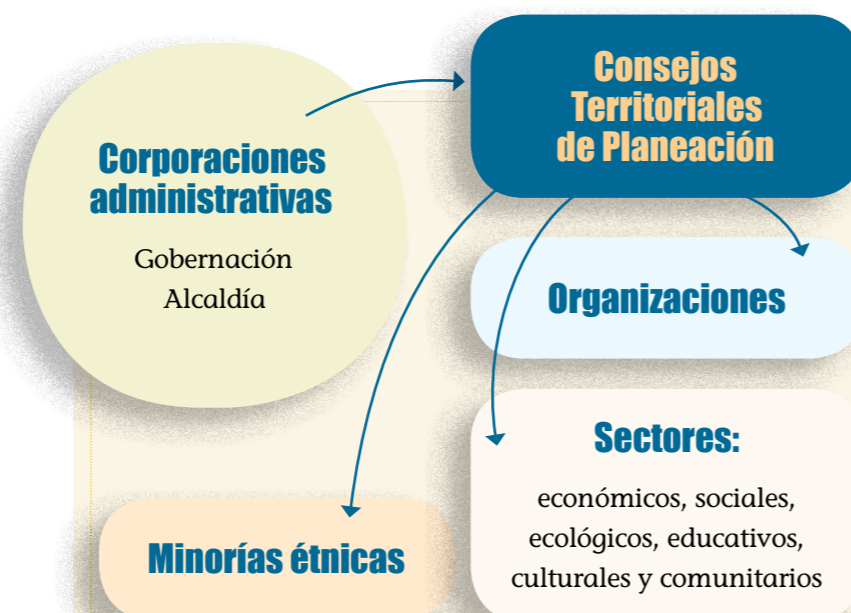 Corporaciones
administrativas
Gobernación
Alcaldía
Consejos
Territoriales
de Planeación
Organizaciones
Sectores:
económicos, sociales,
ecológicos, educativos,
culturales y comunitarios
Minorías étnicas